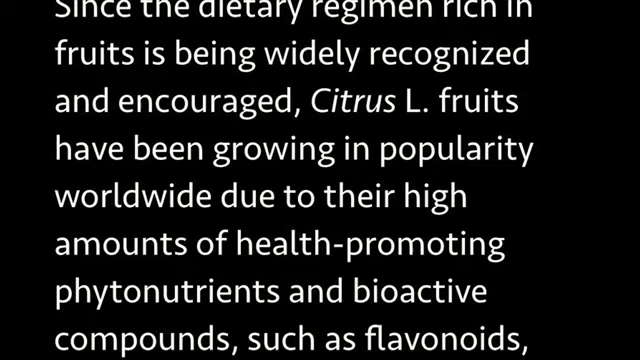 Since the dietary regimen rich in
fruits is being widely recognized
and encouraged, Citrus L. fruits
have been growing in popularity
worldwide due to their high
amounts of health-promoting
phytonutrients and bioactive
compounds, such as flavonoids,